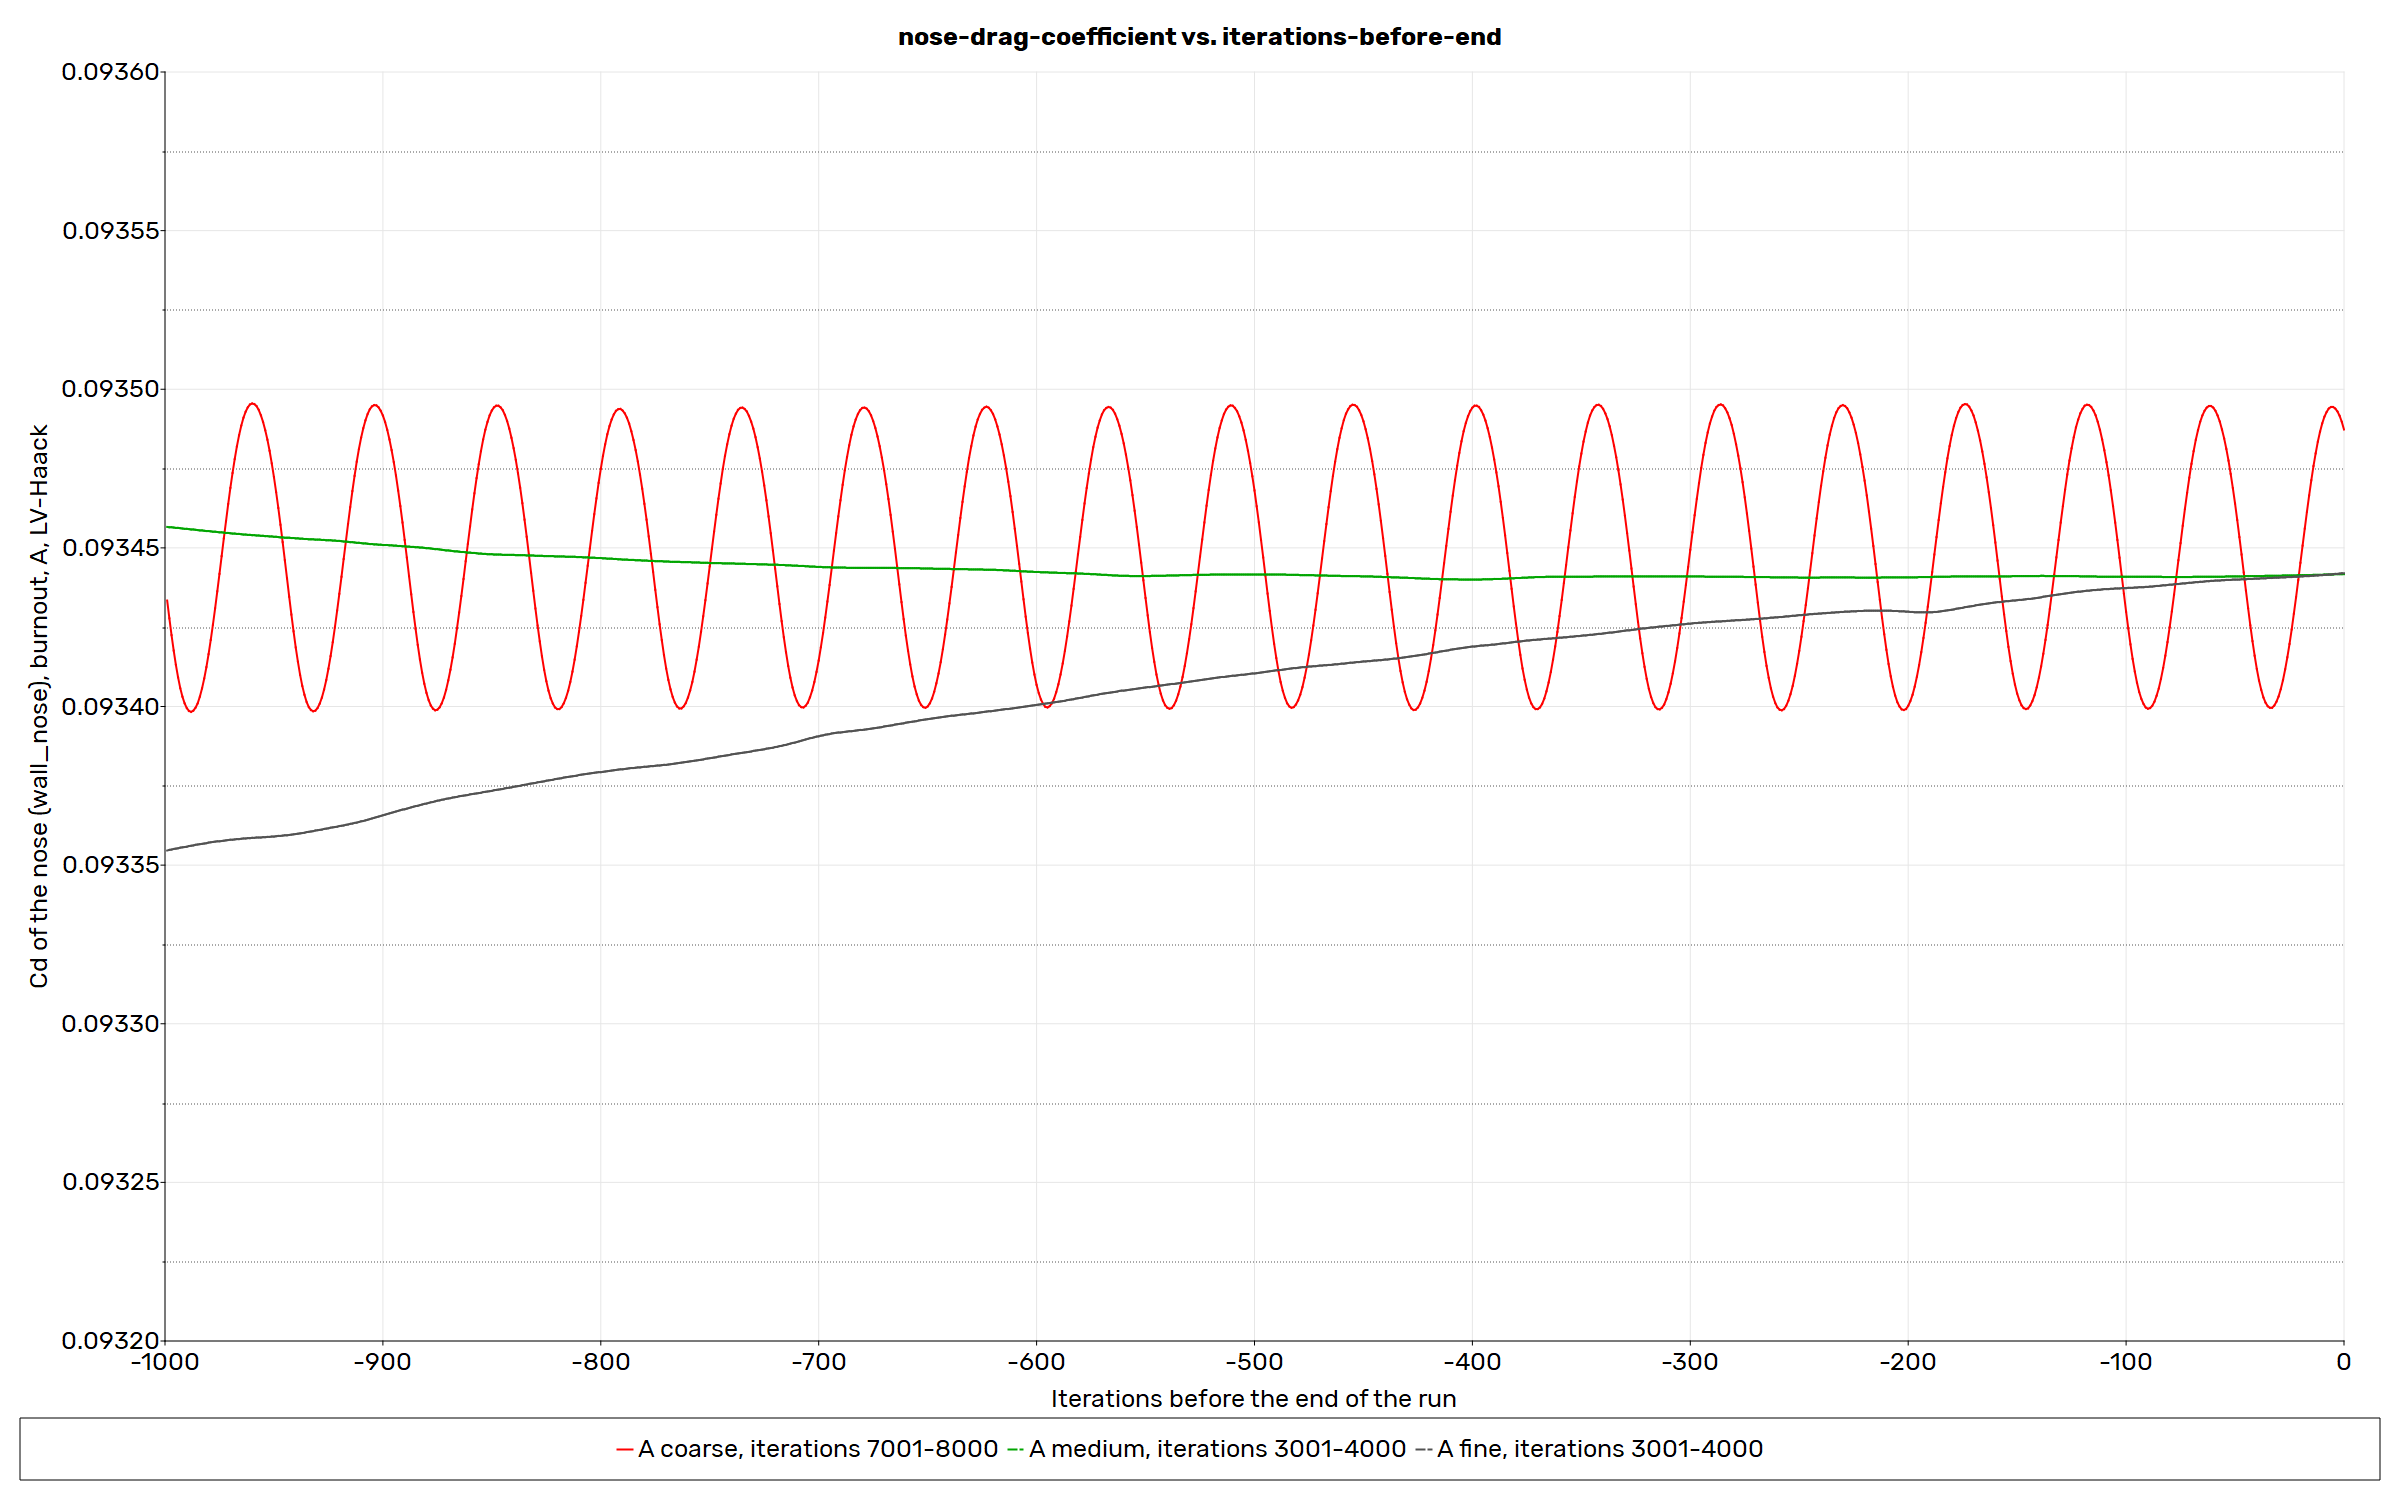 nose-drag-coefficient vs. iterations-before-end
Cd of the nose (wall_nose), burnout, A, LV-Haack
0.09360
0.09355
0.09350
0.09345
0.09340
0.09335
0.09330
0.09325
0.09320
-1000 -900 -800 -700 -600 -500 -400 -300 -200 -100 0
Iterations before the end of the run
A coarse, iterations 7001-8000 A medium, iterations 3001-4000 A fine, iterations 3001-4000